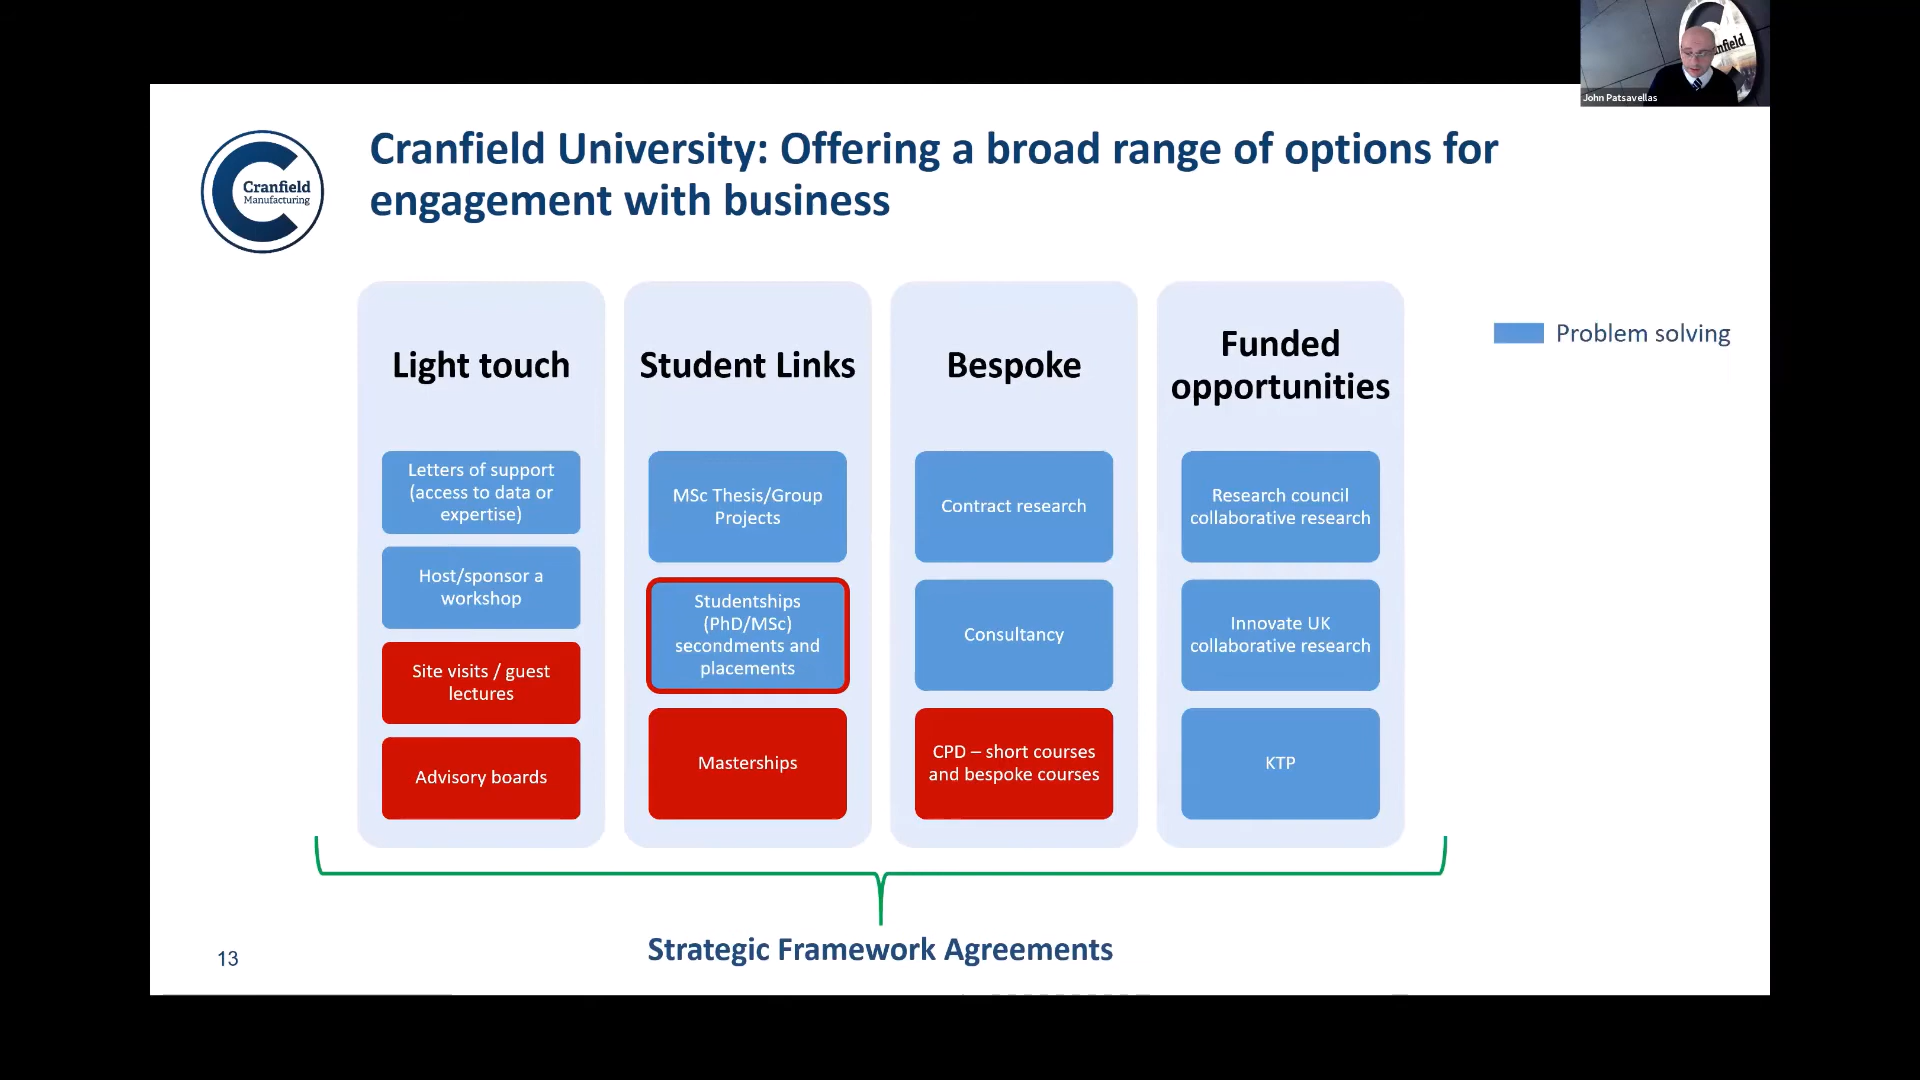 John Patsavellas
nfield
Cranfield
Manufacturing
Cranfield University: Offering a broad range of options for
engagement with business
Light touch
Letters of support
(access to data or
expertise)
Host/sponsor a
workshop
Site visits / guest
lectures
Advisory boards
Student Links
MSc Thesis/Group
Projects
Studentships
(PhD/MSc)
secondments and
placements
Masterships
Bespoke
Contract research
Consultancy
CPD – short courses
and bespoke courses
Funded
opportunities
Research council
collaborative research
Innovate UK
collaborative research
KTP
Problem solving
Strategic Framework Agreements
13